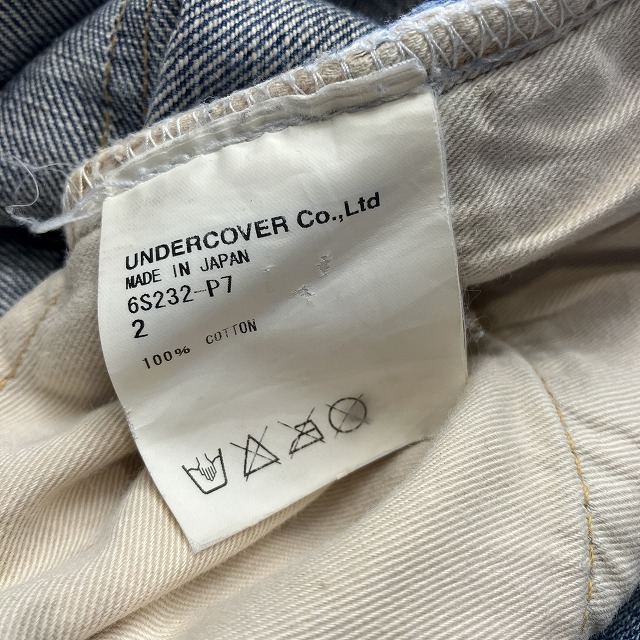 UNDERCOVER Co.,Ltd
MADE IN JAPAN
6S232-P7
2
100% COTTON